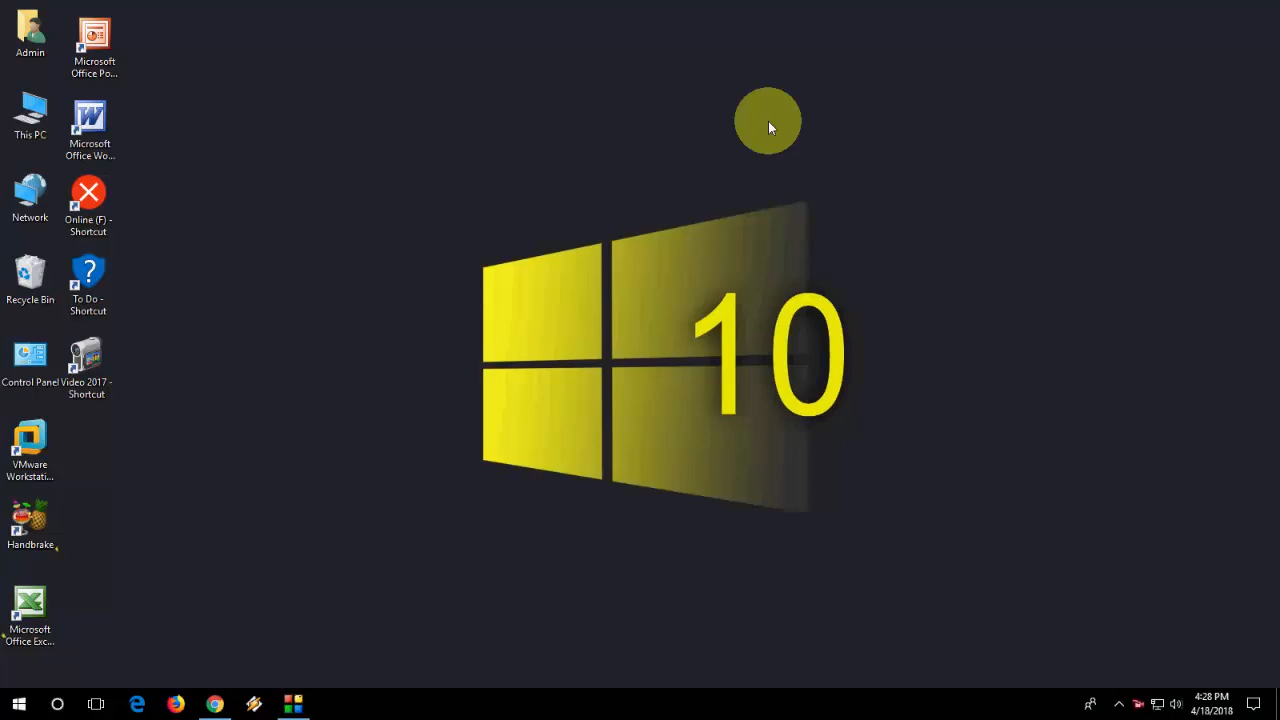 Admin
Microsoft
Office Po...
This PC
Microsoft
Office Wo...
Network
Online (F) -
Shortcut
Recycle Bin
To Do -
Shortcut
Control Panel
Video 2017 -
Shortcut
VMware
Workstati...
Handbrake
Microsoft
Office Exc...
10
4:28 PM
4/18/2018